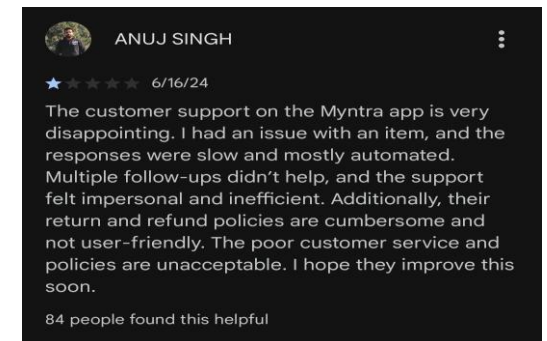 ANUJ SINGH
6/16/24
The customer support on the Myntra app is very
disappointing. I had an issue with an item, and the
responses were slow and mostly automated.
Multiple follow-ups didn't help, and the support
felt impersonal and inefficient. Additionally, their
return and refund policies are cumbersome and
not user-friendly. The poor customer service and
policies are unacceptable. I hope they improve this
soon.
84 people found this helpful